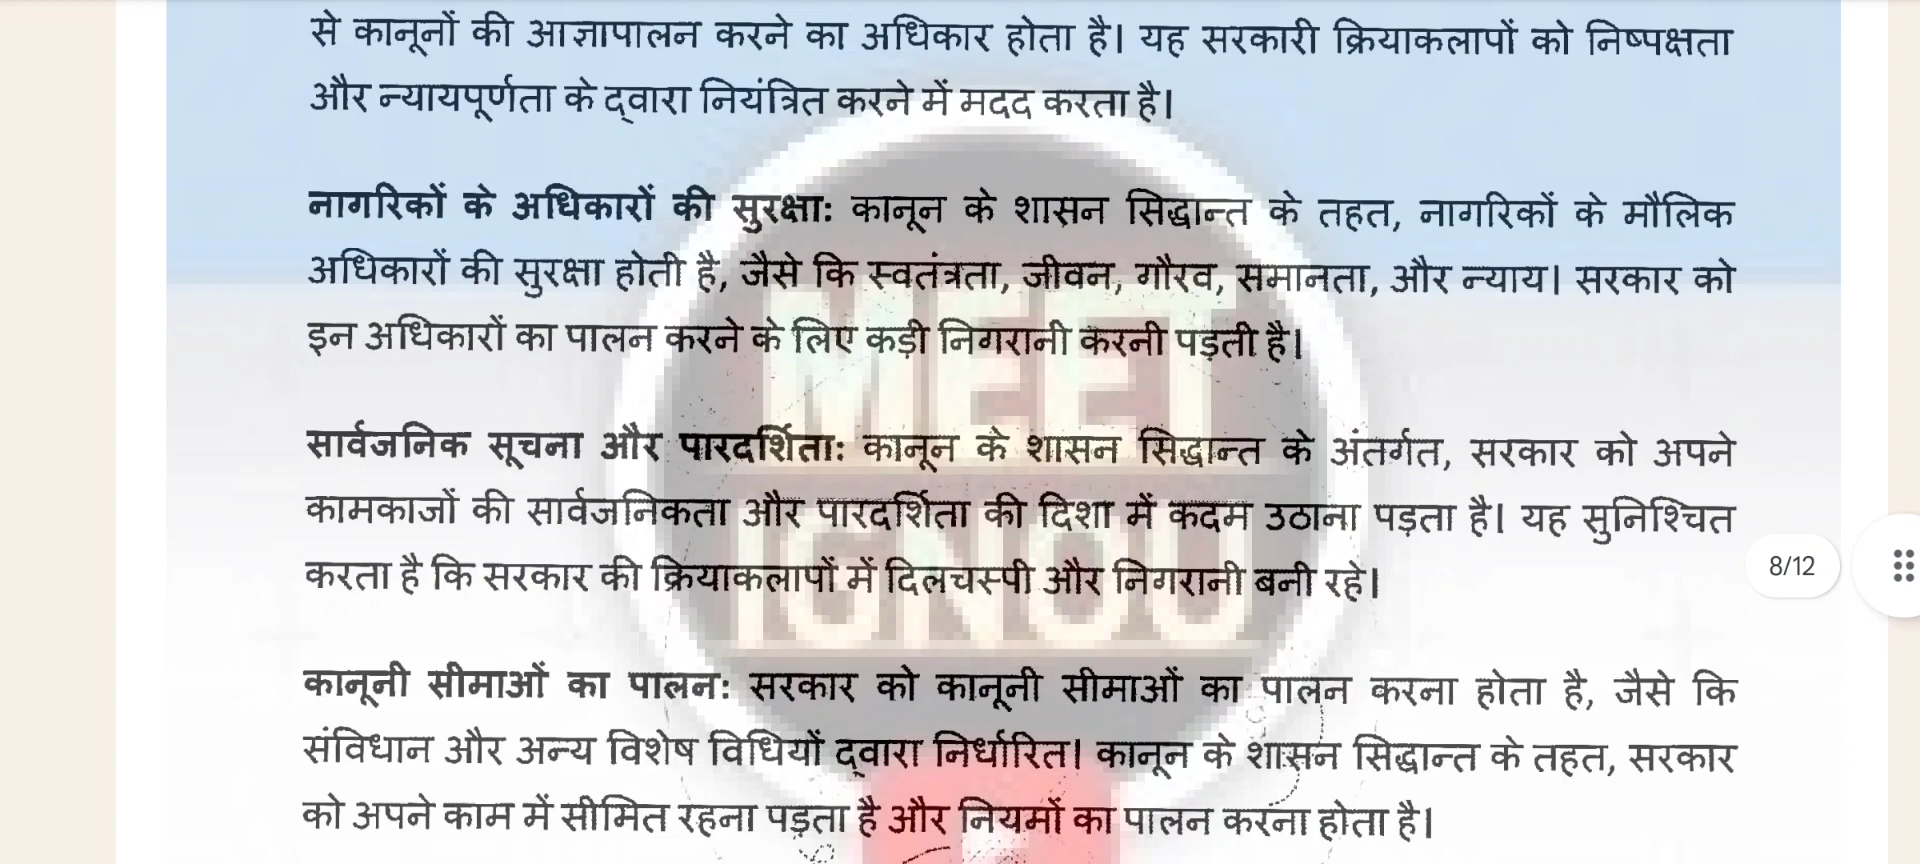 से कानूनों की आज्ञापालन करने का अधिकार होता है। यह सरकारी क्रियाकलापों को निष्पक्षता
और न्यायपूर्णता के द्वारा नियंत्रित करने में मदद करता है।
नागरिकों के अधिकारों की सुरक्षा: कानून के शासन सिद्धान्त के तहत, नागरिकों के मौलिक
अधिकारों की सुरक्षा होती है, जैसे कि स्वतंत्रता, जीवन, गौरव, समानता, और न्याय। सरकार को
इन अधिकारों का पालन करने के लिए कड़ी निगरानी करनी पड़ती है।
सार्वजनिक सूचना और पारदर्शिता: कानून के शासन सिद्धान्त के अंतर्गत, सरकार को अपने
कामकाजों की सार्वजनिकता और पारदर्शिता की दिशा में कदम उठाना पड़ता है। यह सुनिश्चित
करता है कि सरकार की क्रियाकलापों में दिलचस्पी और निगरानी बनी रहे।
कानूनी सीमाओं का पालन: सरकार को कानूनी सीमाओं का पालन करना होता है, जैसे कि
संविधान और अन्य विशेष विधियों द्वारा निर्धारित। कानून के शासन सिद्धान्त के तहत, सरकार
को अपने काम में सीमित रहना पड़ता है और नियमों का पालन करना होता है।
MEET
IGNOU
8/12